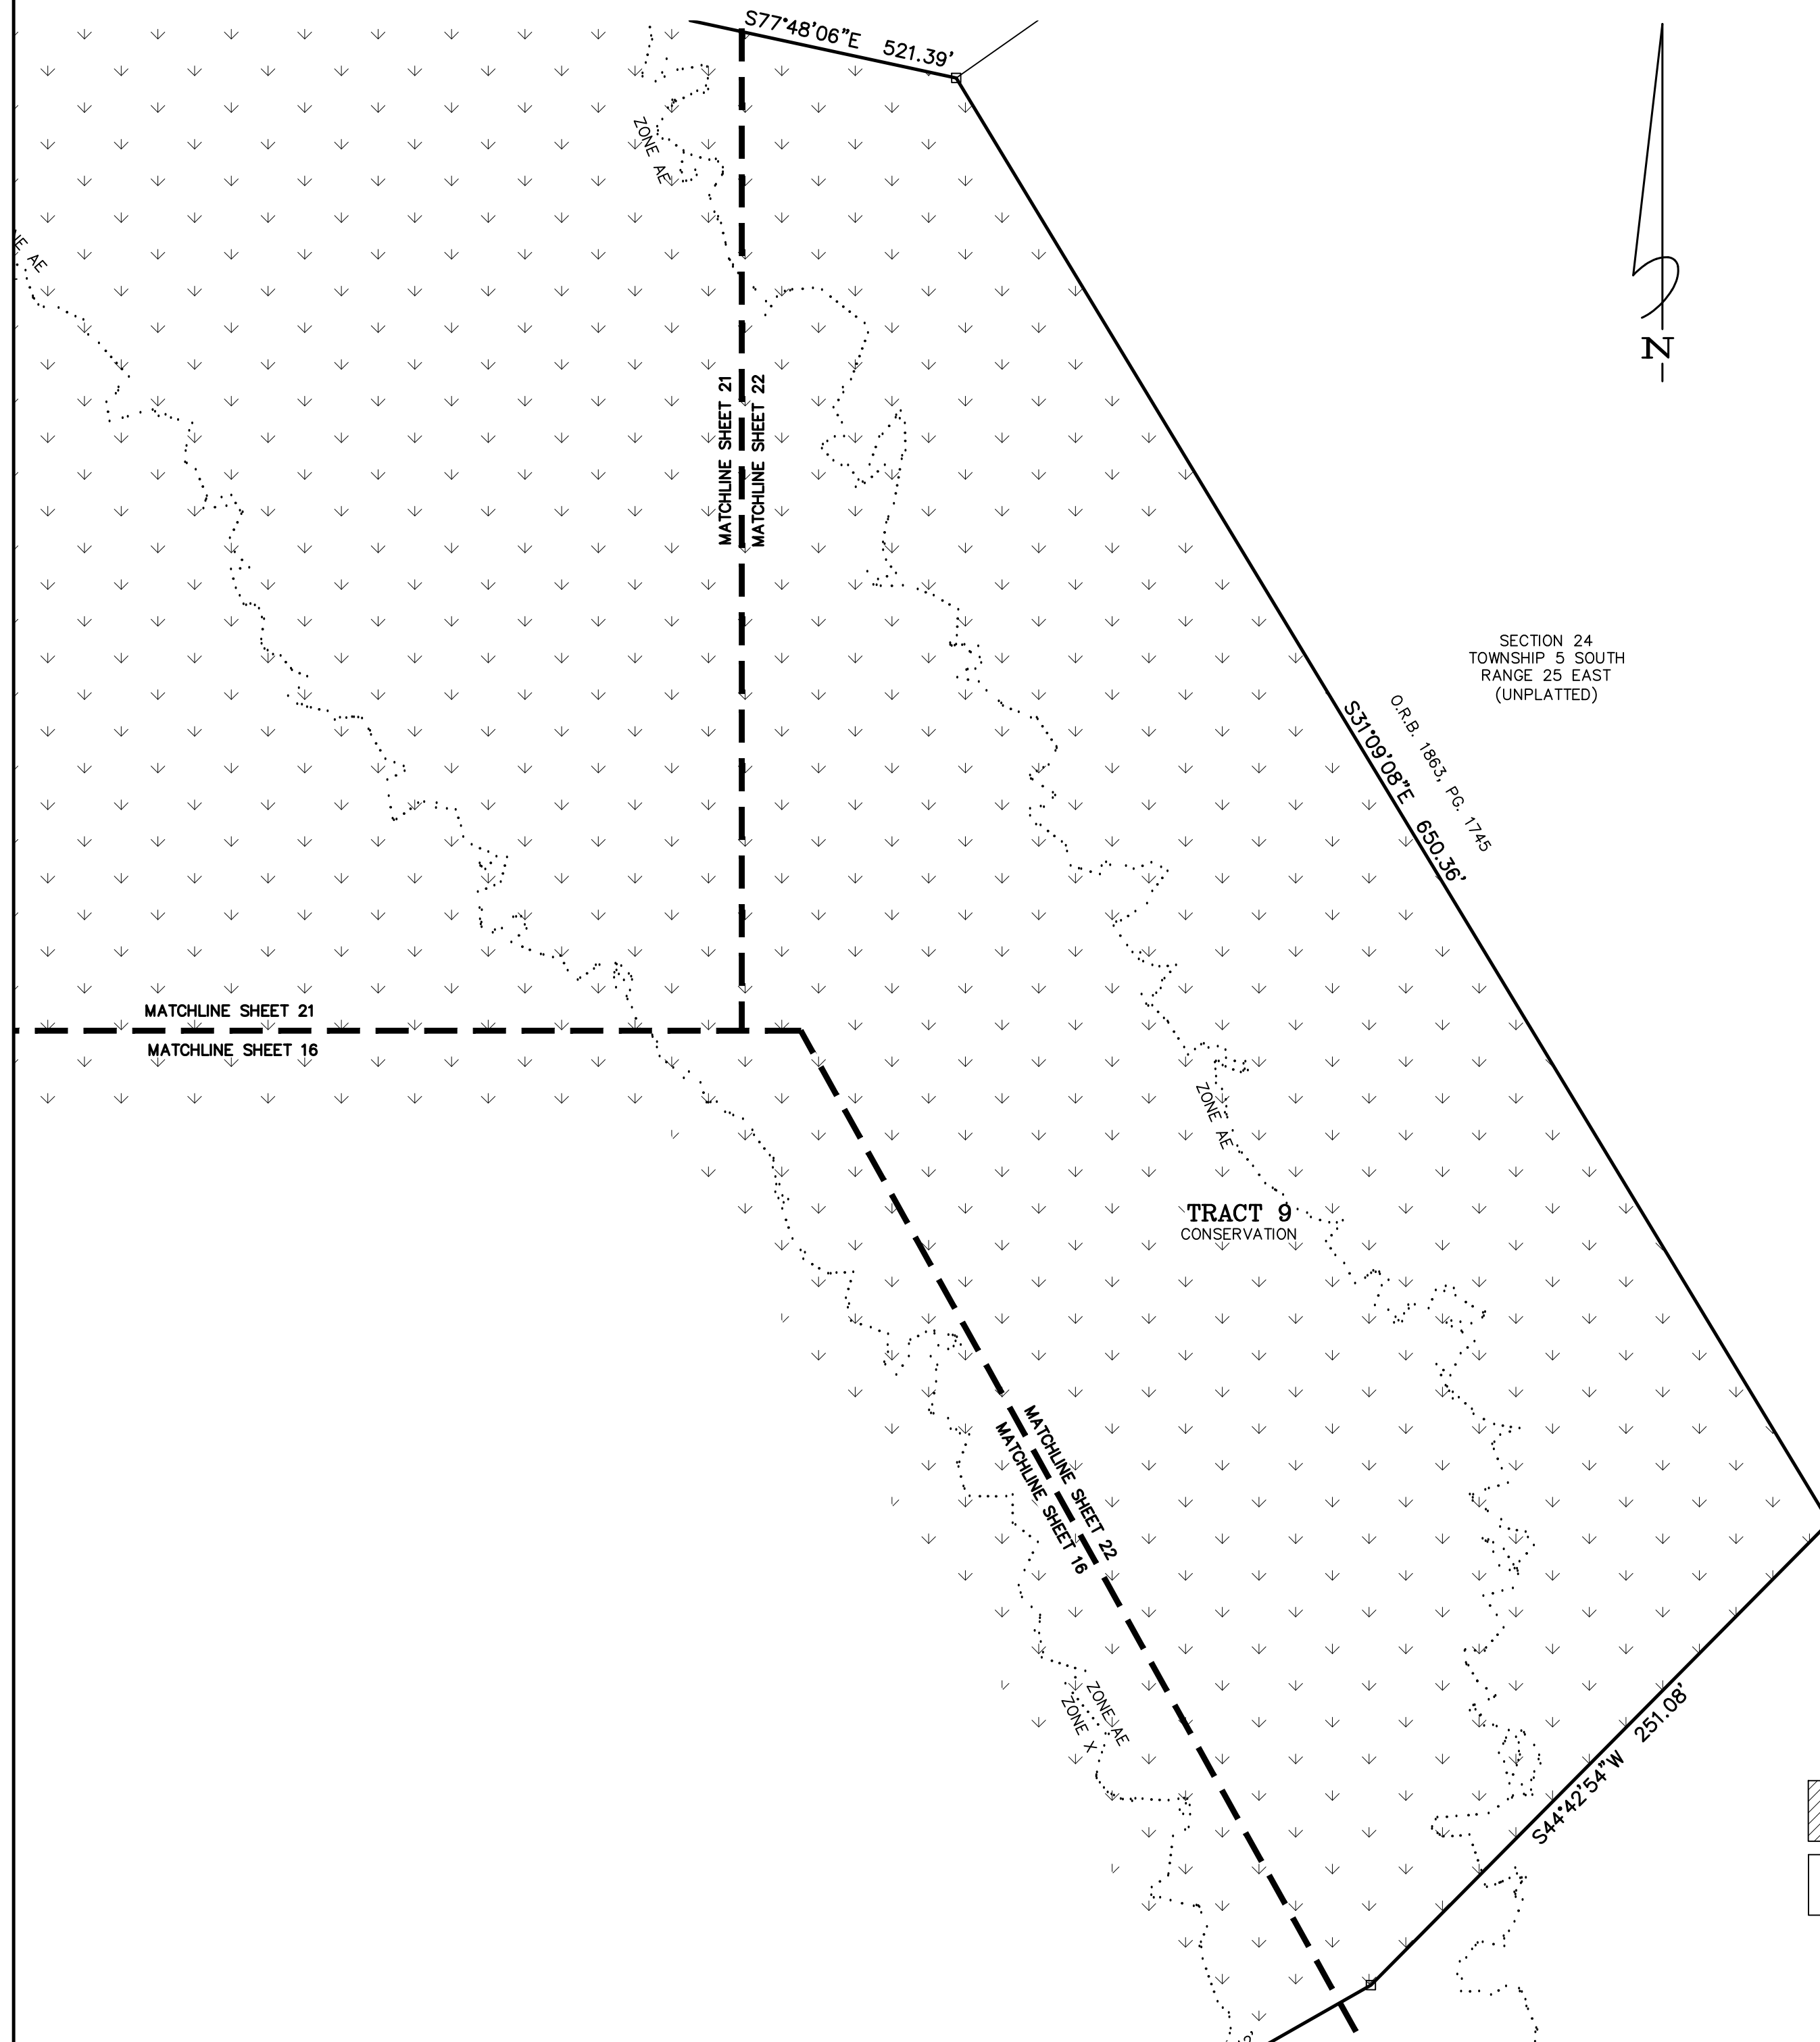 S77°48'06"E 521.39'
ZONE AE
NE AE
N
MATCHLINE SHEET 21
MATCHLINE SHEET 22
SECTION 24
TOWNSHIP 5 SOUTH
RANGE 25 EAST
(UNPLATTED)
S31°09'08"E 650.36'
O.R.B. 1863, PG. 1745
MATCHLINE SHEET 21
MATCHLINE SHEET 16
ZONE AE
TRACT 9
CONSERVATION
MATCHLINE SHEET 22
MATCHLINE SHEET 16
ZONE AE
ZONE X
S44°42'54"W 251.08'